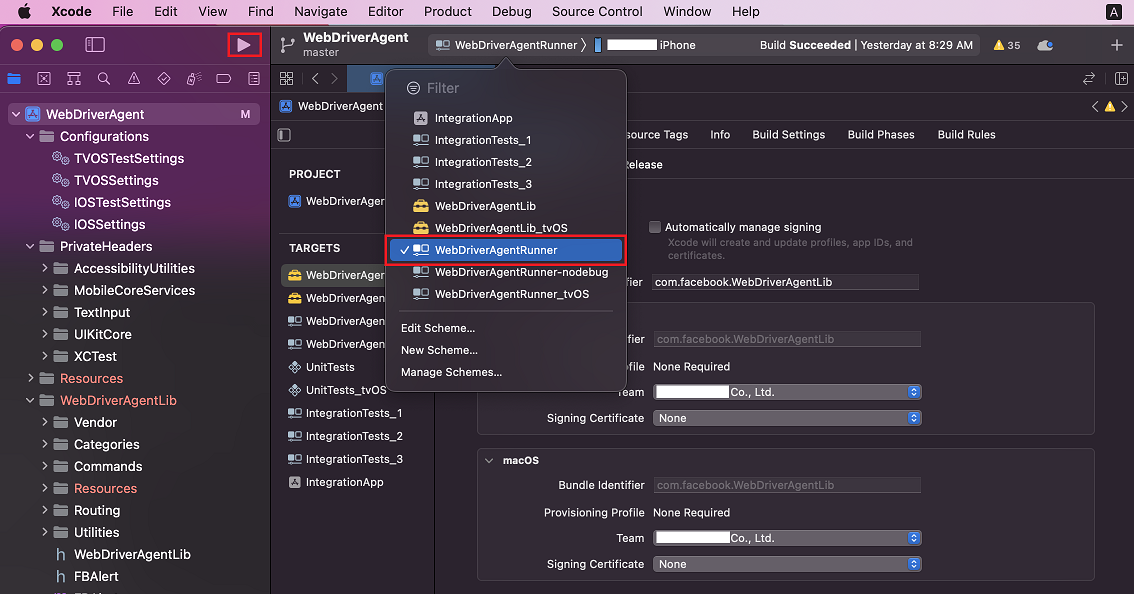 Xcode File Edit View Find Navigate Editor Product Debug Source Control Window Help A
WebDriverAgent
master
WebDriverAgentRunner iPhone Build Succeeded | Yesterday at 8:29 AM 35
WebDriverAgent M
Configurations
TVOSTestSettings
TVOSSettings
IOSTestSettings
IOSSettings
PrivateHeaders
AccessibilityUtilities
MobileCoreServices
TextInput
UIKitCore
XCTest
Resources
WebDriverAgentLib
Vendor
Categories
Commands
Resources
Routing
Utilities
h WebDriverAgentLib
h FBAlert
WebDriverAgent
PROJECT
WebDriverAgen
TARGETS
WebDriverAgen
WebDriverAgen
WebDriverAgen
WebDriverAgen
UnitTests
UnitTests_tvOS
IntegrationTests_1
IntegrationTests_2
IntegrationTests_3
IntegrationApp
Filter
IntegrationApp
IntegrationTests_1
IntegrationTests_2
IntegrationTests_3
WebDriverAgentLib
WebDriverAgentLib_tvOS
WebDriverAgentRunner
WebDriverAgentRunner-nodebug
WebDriverAgentRunner_tvOS
Edit Scheme...
New Scheme...
Manage Schemes...
source Tags Info Build Settings Build Phases Build Rules
Release
Automatically manage signing
Xcode will create and update profiles, app IDs, and
certificates.
ifier com.facebook.WebDriverAgentLib
ifier com.facebook.WebDriverAgentLib
ofile None Required
Team Co., Ltd.
Signing Certificate None
macOS
Bundle Identifier com.facebook.WebDriverAgentLib
Provisioning Profile None Required
Team Co., Ltd.
Signing Certificate None